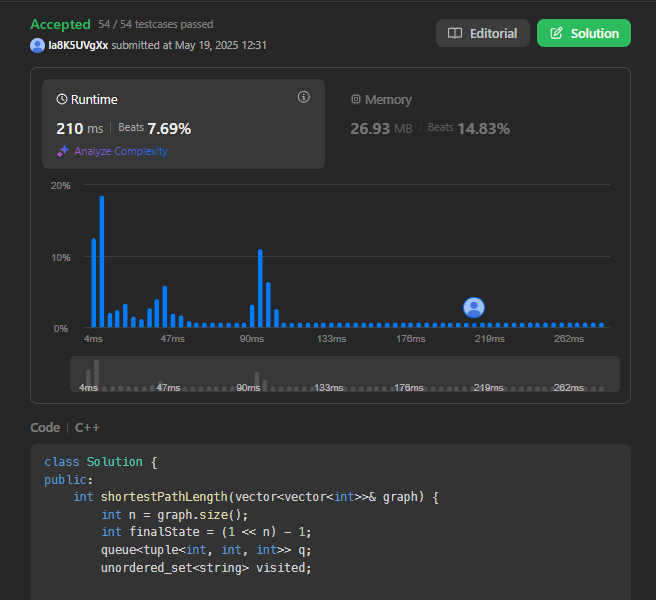 Accepted 54 / 54 testcases passed
la8K5UVgXx submitted at May 19, 2025 12:31
Editorial
Solution
Runtime
210 ms | Beats 7.69%
Analyze Complexity
Memory
26.93 MB | Beats 14.83%
20%
10%
0%
4ms 47ms 90ms 133ms 176ms 219ms 262ms
4ms 47ms 90ms 133ms 176ms 219ms 262ms
Code | C++
class Solution {
public:
    int shortestPathLength(vector<vector<int>>& graph) {
        int n = graph.size();
        int finalState = (1 << n) - 1;
        queue<tuple<int, int, int>> q;
        unordered_set<string> visited;